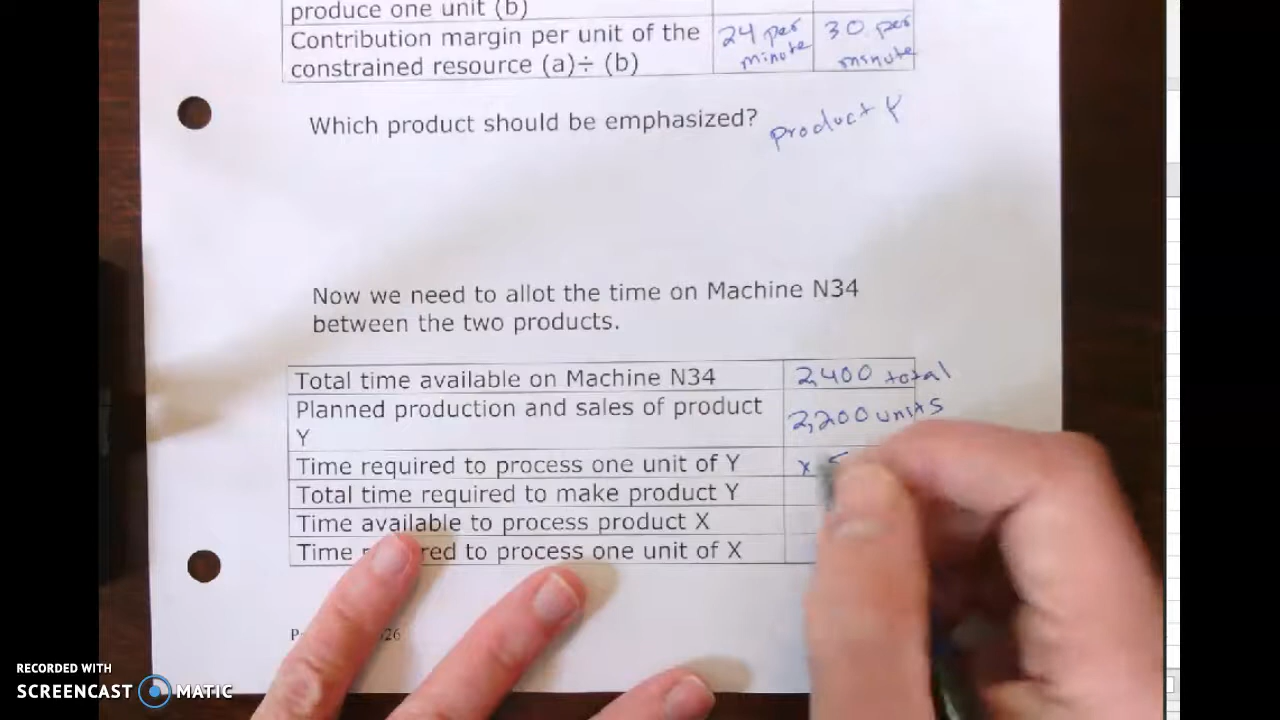 produce one unit (b)
Contribution margin per unit of the 24 per 30 per
constrained resource (a)÷ (b) minute minute
Which product should be emphasized? product Y
Now we need to allot the time on Machine N34
between the two products.
Total time available on Machine N34 2,400 total
Planned production and sales of product 2,200 units
Y
Time required to process one unit of Y x
Total time required to make product Y
Time available to process product X
Time to process one unit of X
RECORDED WITH
SCREENCAST MATIC